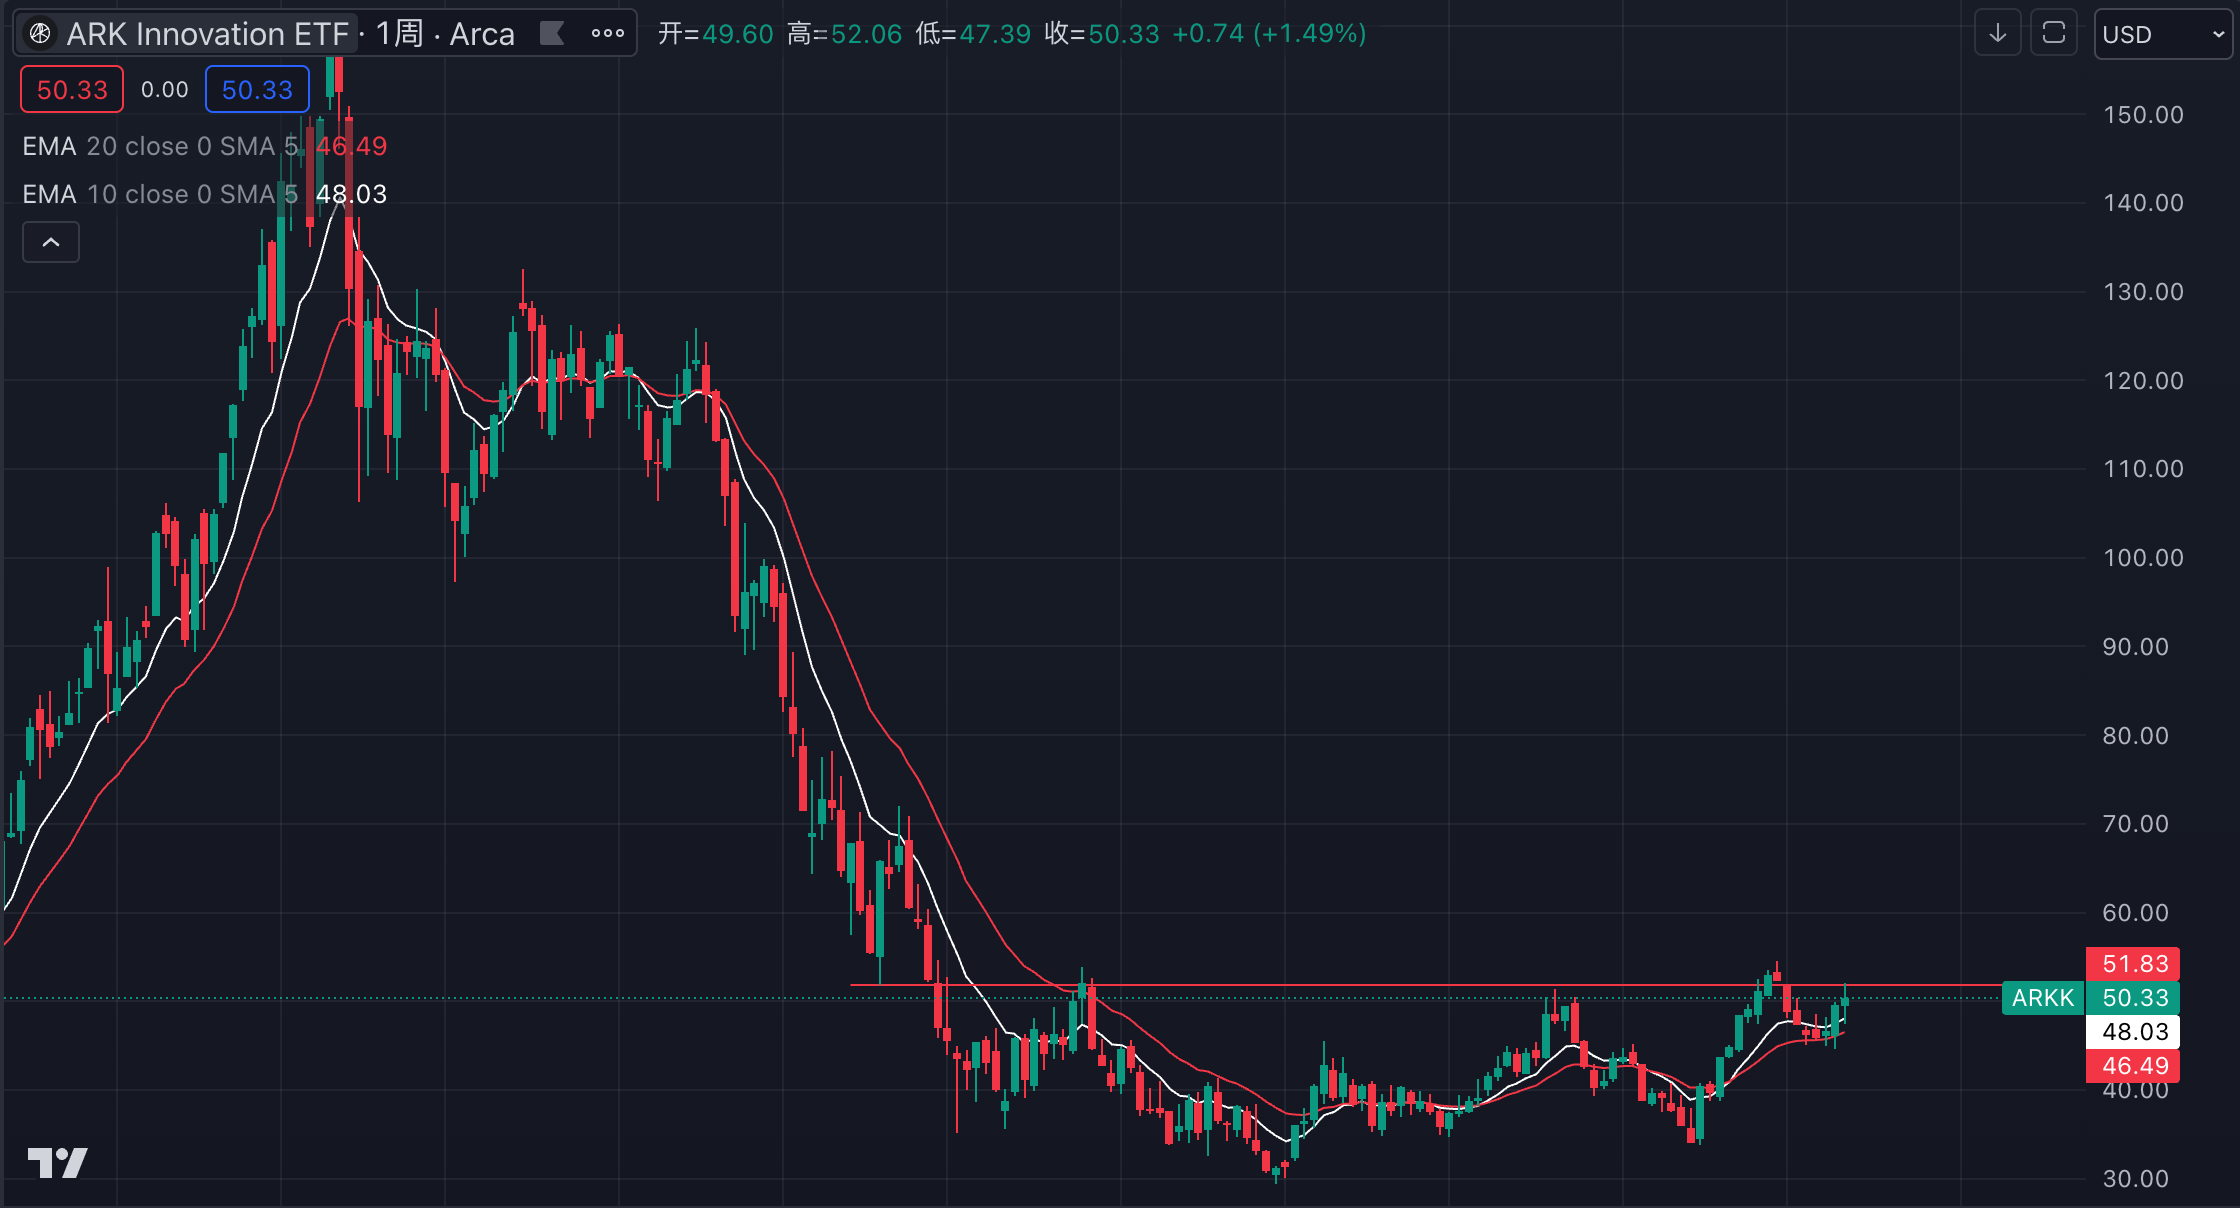 ARK Innovation ETF · 1周 · Arca 开=49.60 高=52.06 低=47.39 收=50.33 +0.74 (+1.49%)
USD
50.33 0.00 50.33
EMA 20 close 0 SMA 5 46.49
EMA 10 close 0 SMA 5 48.03
150.00
140.00
130.00
120.00
110.00
100.00
90.00
80.00
70.00
60.00
51.83
ARKK 50.33
48.03
46.49
40.00
30.00